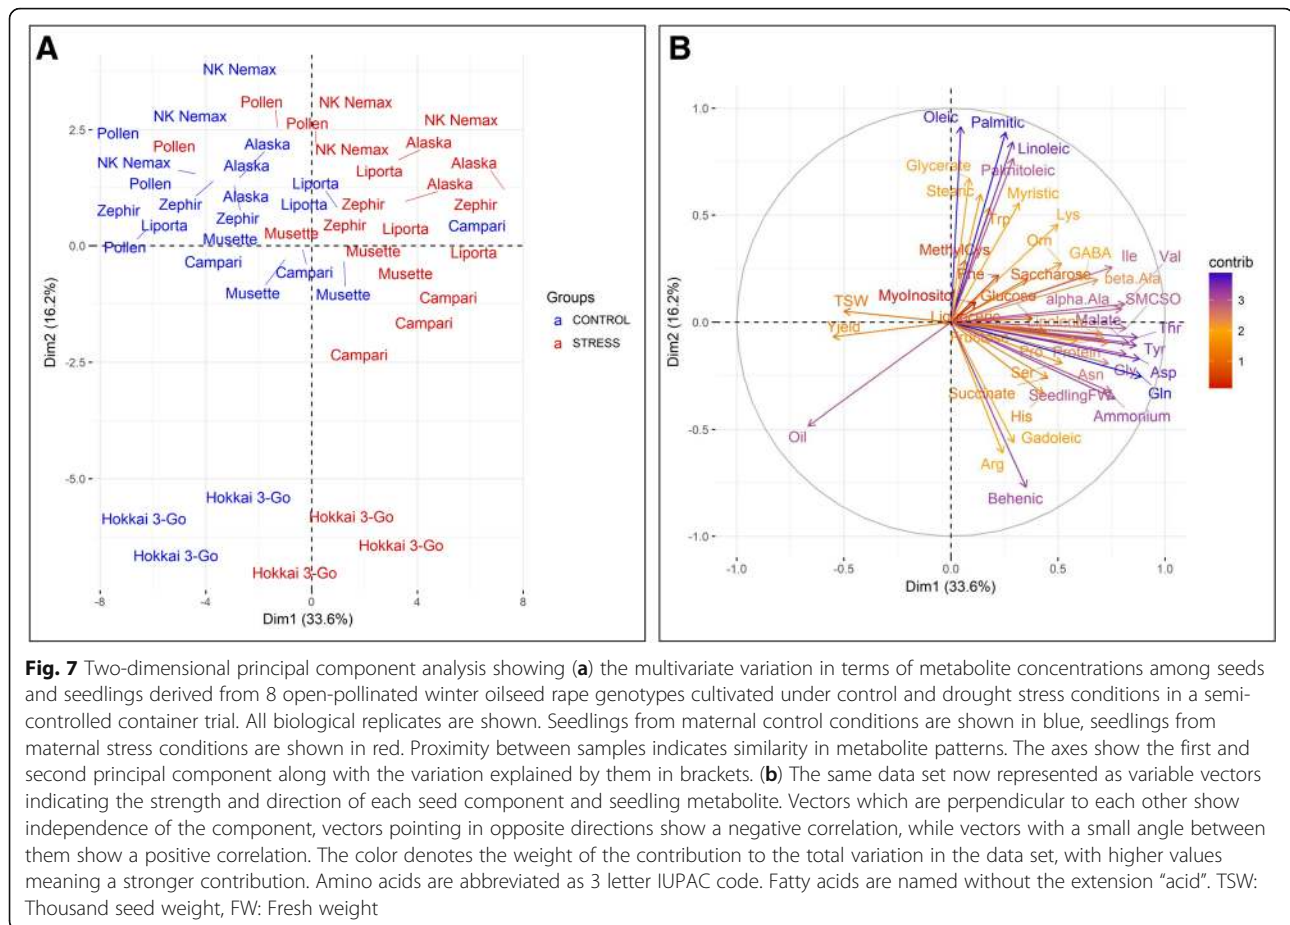 A
NK Nemax
Pollen
NK Nemax
NK Nemax
Pollen
NK Nemax
2.5
Pollen
Pollen
Alaska
NK Nemax
Alaska
NK Nemax
Alaska
Liporta
Alaska
Pollen
Liporta
Alaska
Zephir
Alaska
Liporta
Zephir
Zephir
Zephir
Zephir
Liporta
Zephir
Liporta
Campari
Musette
Musette
0.0
Pollen
Musette
Liporta
Campari
Campari
Musette
Musette
Musette
Campari
Campari
Campari
-2.5
-5.0
Hokkai 3-Go
Hokkai 3-Go
Hokkai 3-Go
Hokkai 3-Go
Hokkai 3-Go
Hokkai 3-Go
-8
-4
0
4
8
Dim1 (33.6%)
Dim2 (16.2%)
Groups
a CONTROL
a STRESS
B
1.0
Oleic
Palmitic
Linoleic
Glycerate
Palmitoleic
Stearic
Myristic
0.5
Trp
Lys
Orn
MethylCys
GABA
Ile
Val
Phe
Saccharose
beta.Ala
MyoInositol
Glucose
alpha.Ala
SMCSO
TSW
Malate
0.0
Yjeld
Thr
Pro
Protein
Tyr
Ser
Asn
Gly
Asp
Succinate
SeedlingFW
Gln
His
Ammonium
-0.5
Oil
Gadoleic
Arg
Behenic
-1.0
-1.0
-0.5
0.0
0.5
1.0
Dim1 (33.6%)
Dim2 (16.2%)
contrib
3
2
1
Fig. 7 Two-dimensional principal component analysis showing (a) the multivariate variation in terms of metabolite concentrations among seeds
and seedlings derived from 8 open-pollinated winter oilseed rape genotypes cultivated under control and drought stress conditions in a semi-
controlled container trial. All biological replicates are shown. Seedlings from maternal control conditions are shown in blue, seedlings from
maternal stress conditions are shown in red. Proximity between samples indicates similarity in metabolite patterns. The axes show the first and
second principal component along with the variation explained by them in brackets. (b) The same data set now represented as variable vectors
indicating the strength and direction of each seed component and seedling metabolite. Vectors which are perpendicular to each other show
independence of the component, vectors pointing in opposite directions show a negative correlation, while vectors with a small angle between
them show a positive correlation. The color denotes the weight of the contribution to the total variation in the data set, with higher values
meaning a stronger contribution. Amino acids are abbreviated as 3 letter IUPAC code. Fatty acids are named without the extension “acid”. TSW:
Thousand seed weight, FW: Fresh weight